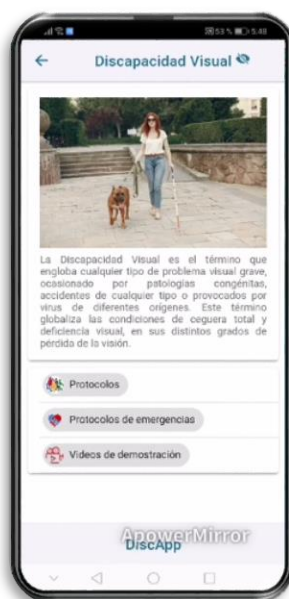 53 % 5:48
Discapacidad Visual
La Discapacidad Visual es el término que
engloba cualquier tipo de problema visual grave,
ocasionado por patologías congénitas,
accidentes de cualquier tipo o provocados por
virus de diferentes orígenes. Este término
globaliza las condiciones de ceguera total y
deficiencia visual, en sus distintos grados de
pérdida de la visión.
Protocolos
Protocolos de emergencias
Videos de demostración
ApowerMirror
DiscApp